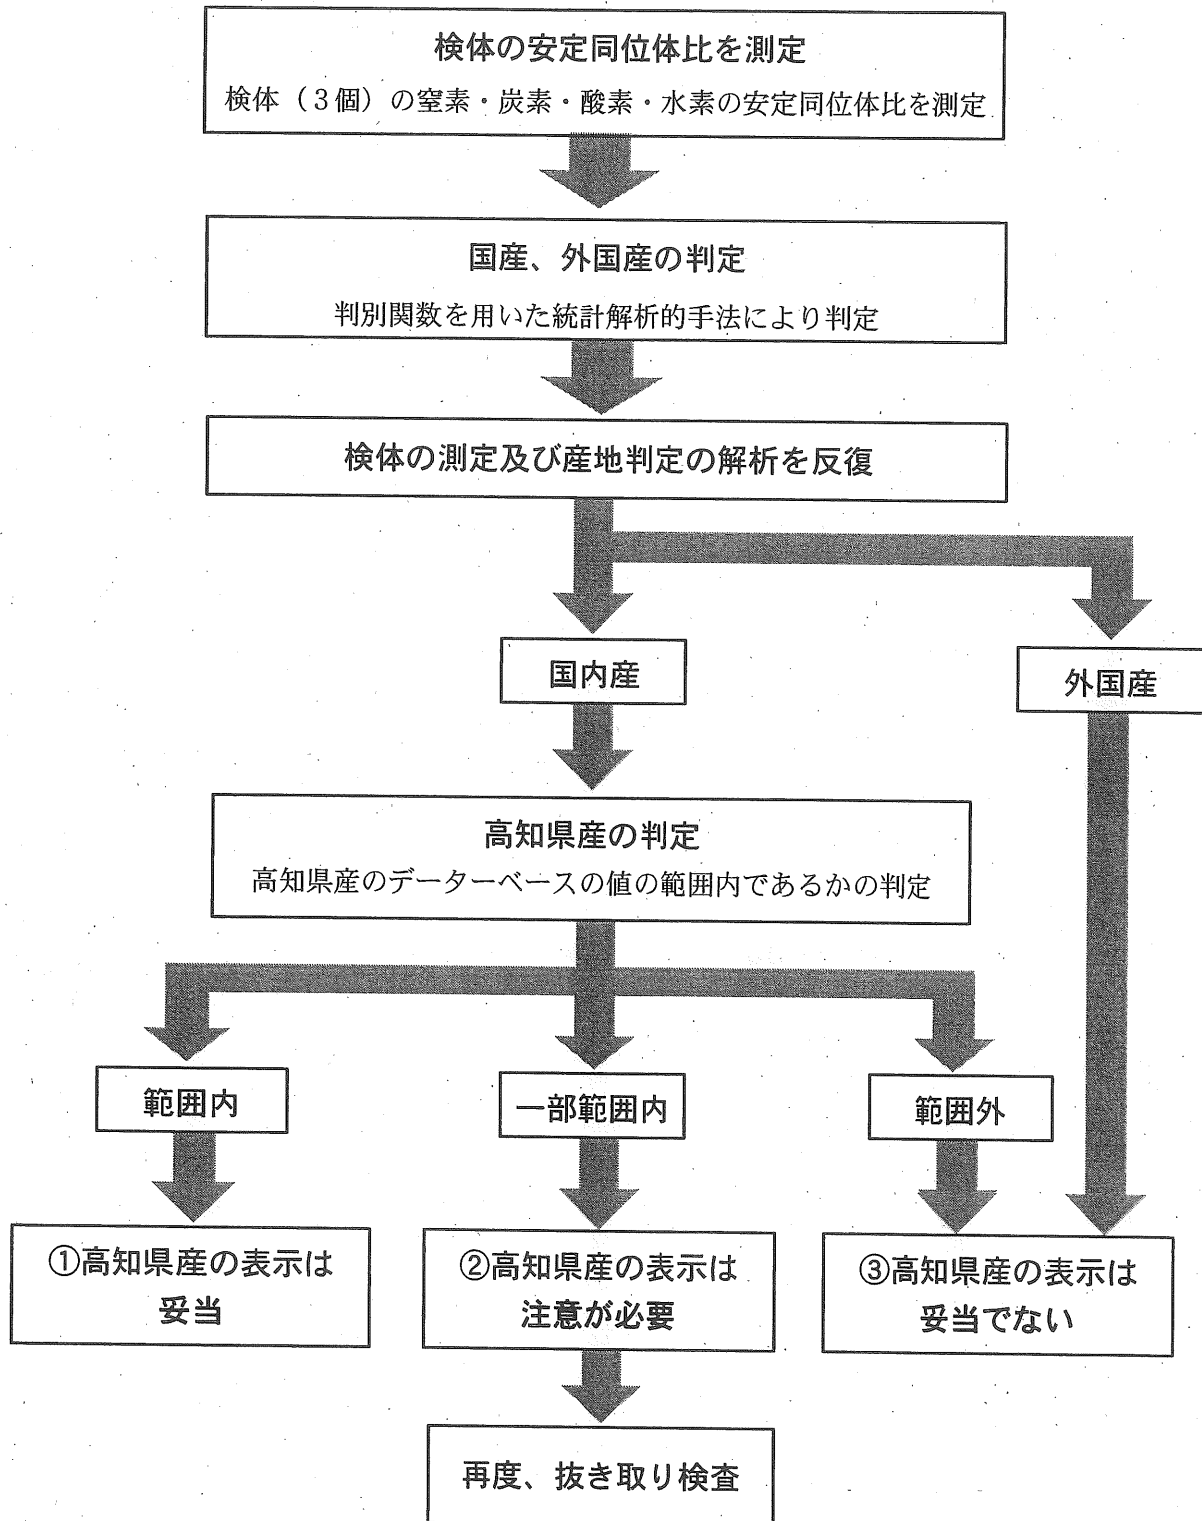 検体の安定同位体比を測定
検体（３個）の窒素・炭素・酸素・水素の安定同位体比を測定
国産、外国産の判定
判別関数を用いた統計解析的手法により判定
検体の測定及び産地判定の解析を反復
国内産
外国産
高知県産の判定
高知県産のデーターベースの値の範囲内であるかの判定
範囲内
一部範囲内
範囲外
①高知県産の表示は
妥当
②高知県産の表示は
注意が必要
③高知県産の表示は
妥当でない
再度、抜き取り検査